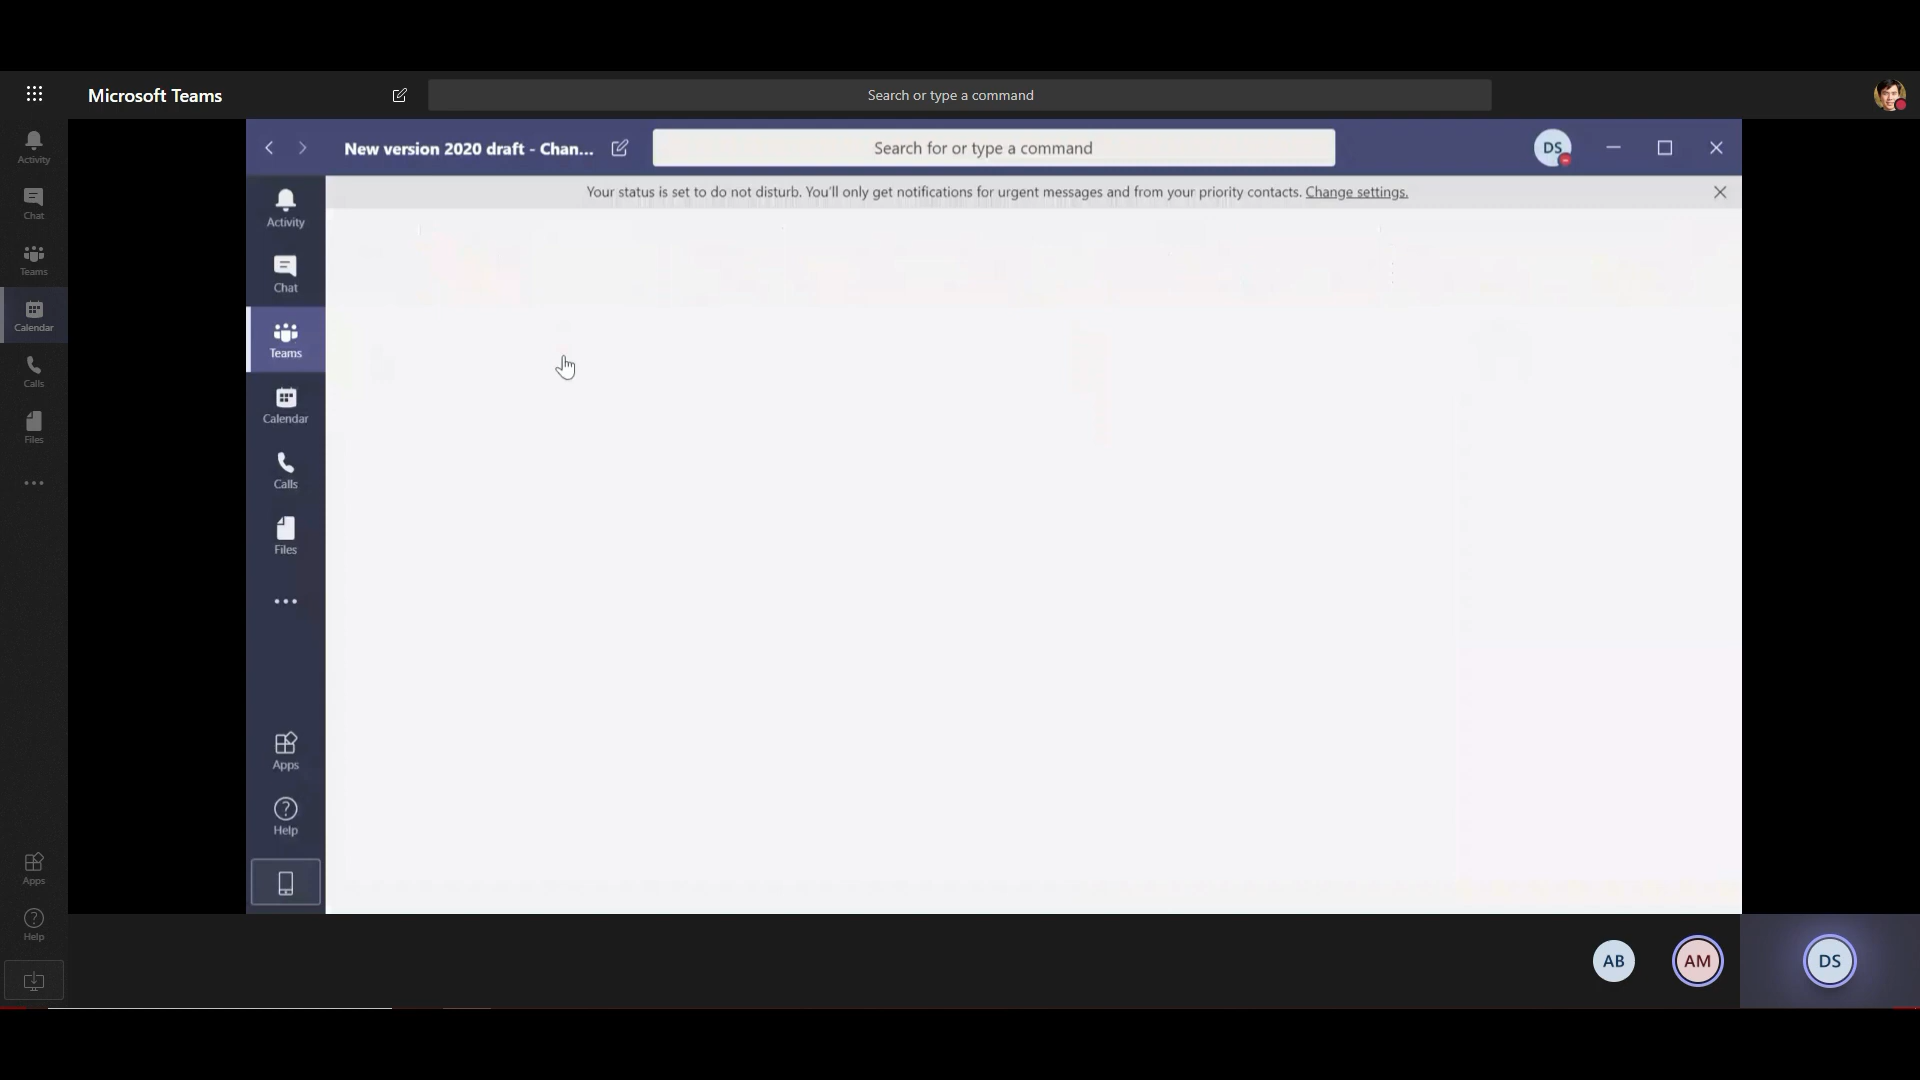 Microsoft Teams
Search or type a command
Activity
Chat
Teams
Calendar
Calls
Files
Apps
Help
New version 2020 draft - Chan...
Search for or type a command
DS
Your status is set to do not disturb. You'll only get notifications for urgent messages and from your priority contacts. Change settings.
Activity
Chat
Teams
Calendar
Calls
Files
Apps
Help
AB
AM
DS